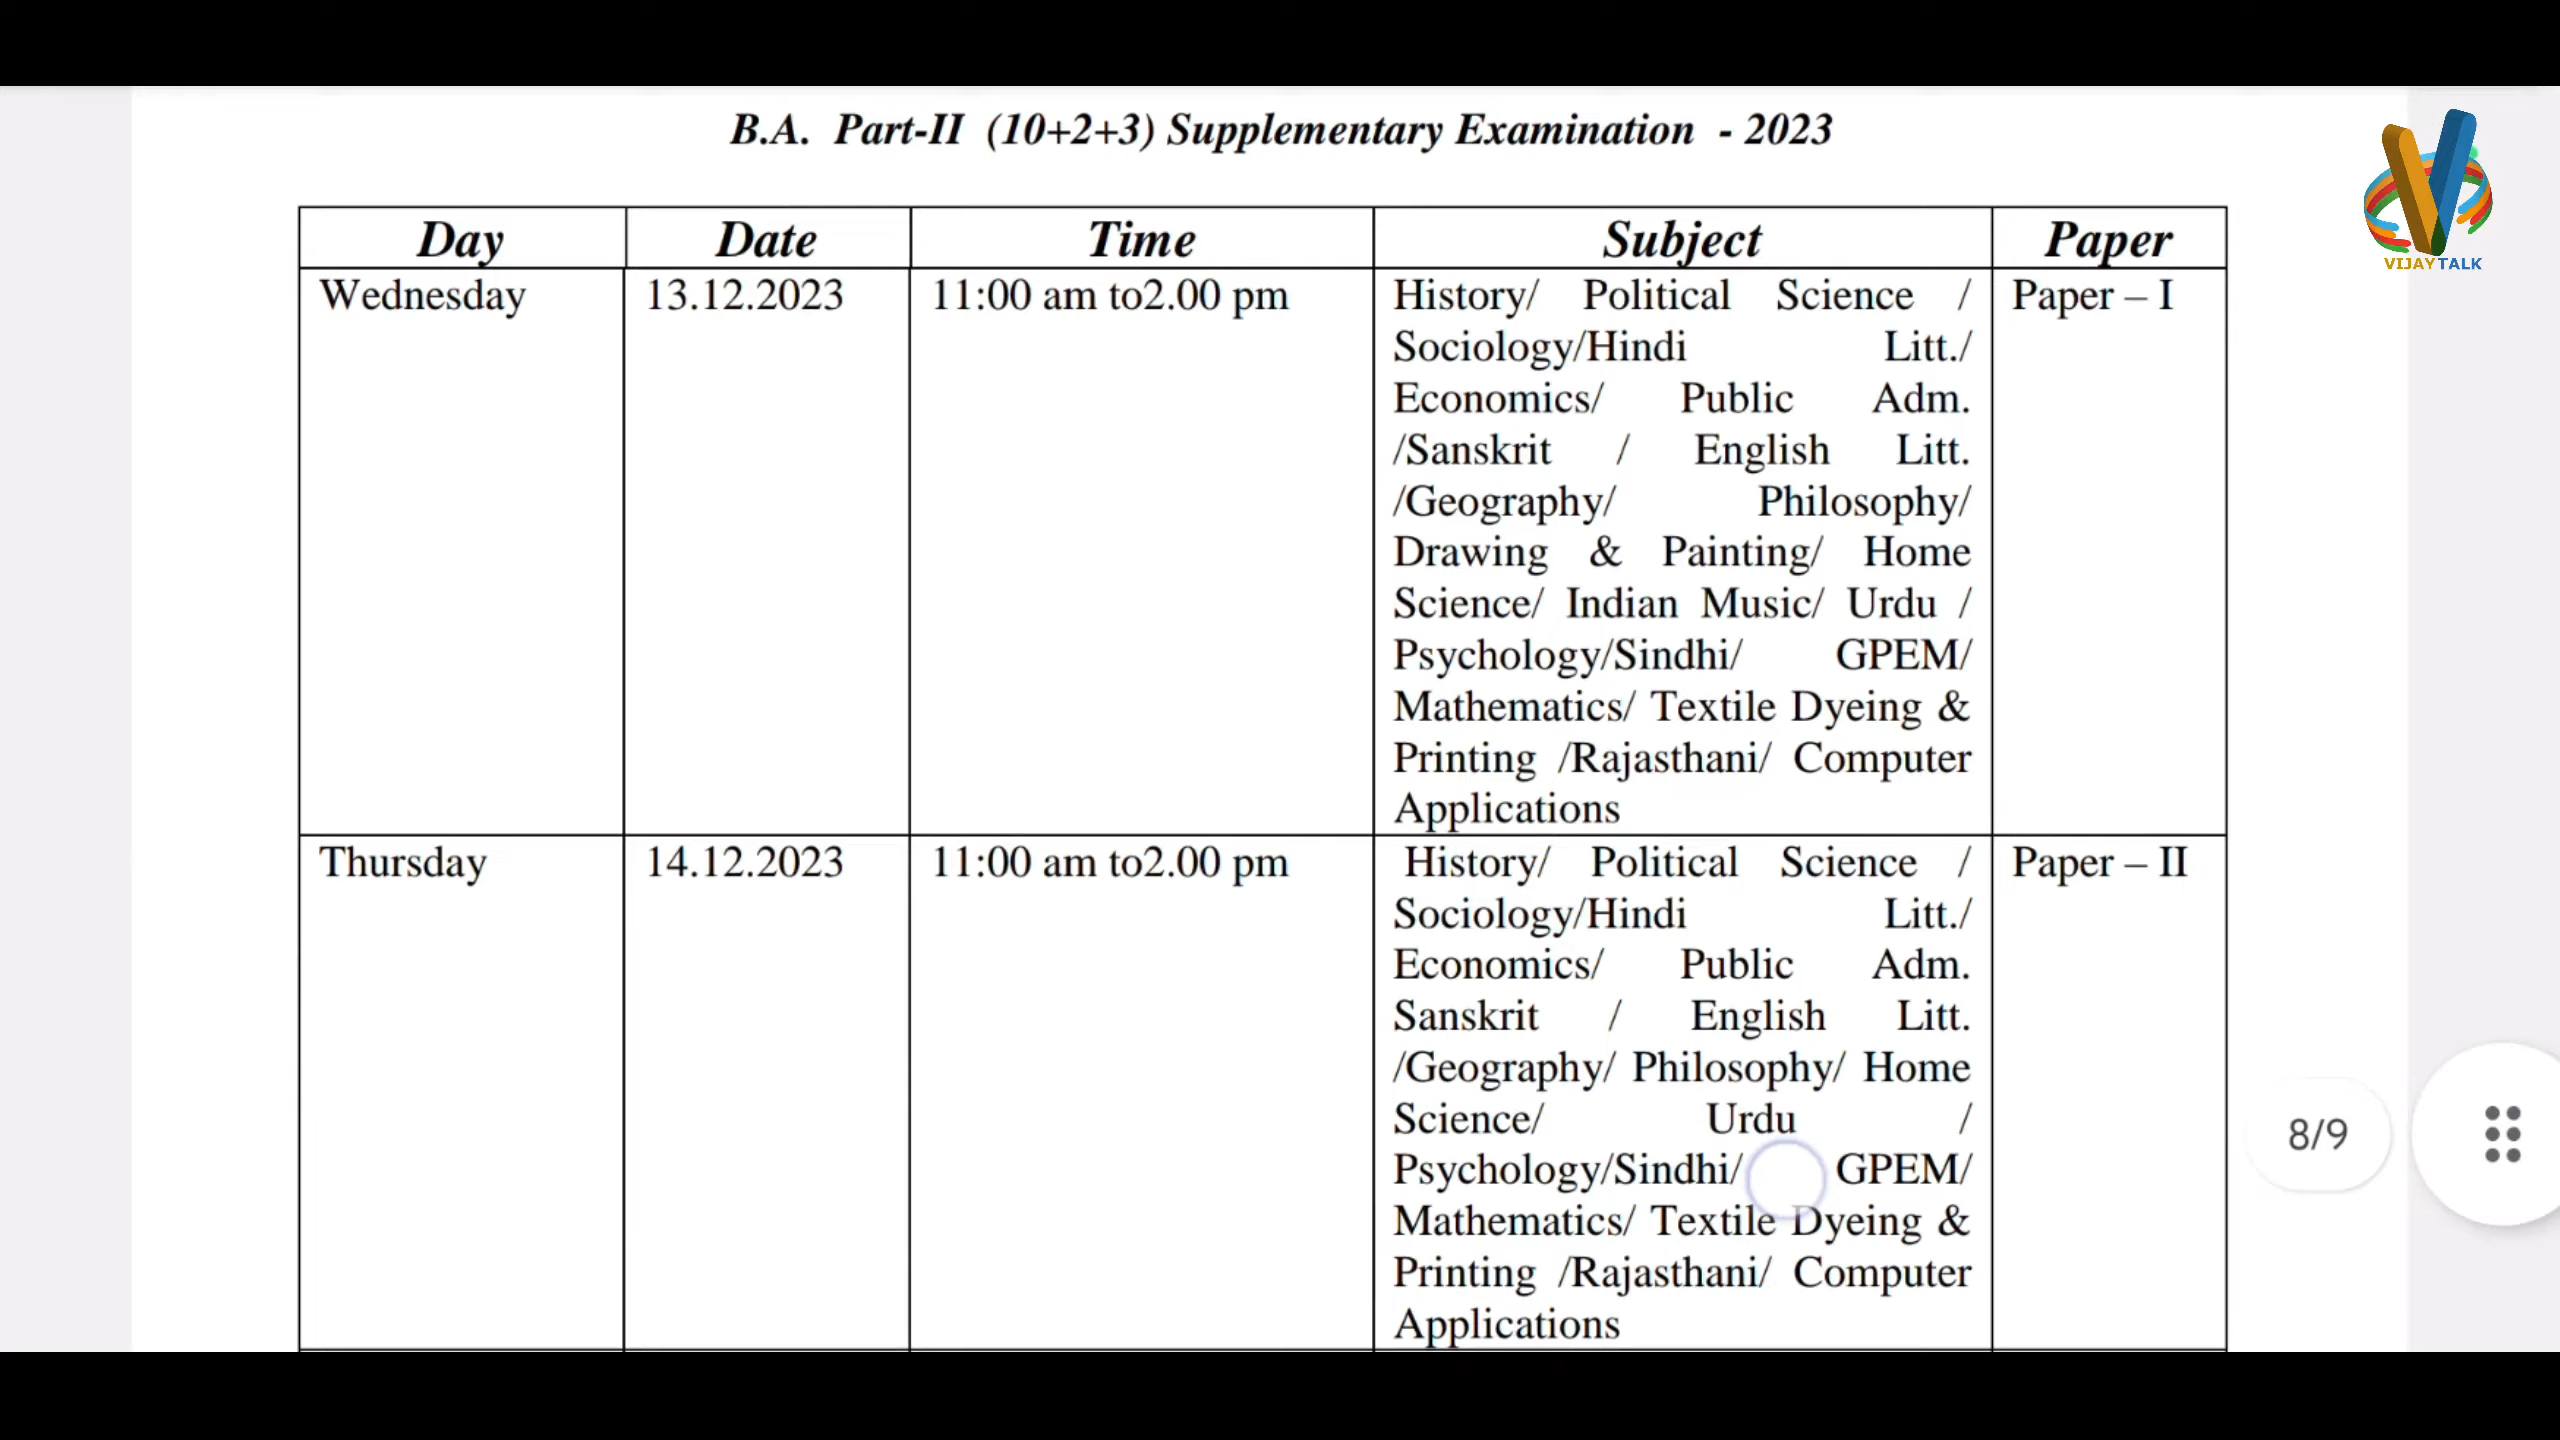 B.A. Part-II (10+2+3) Supplementary Examination - 2023
VIJAYTALK
Day Date Time Subject Paper
Wednesday 13.12.2023 11:00 am to2.00 pm History/ Political Science / Paper – I
Sociology/Hindi Litt./
Economics/ Public Adm.
/Sanskrit / English Litt.
/Geography/ Philosophy/
Drawing & Painting/ Home
Science/ Indian Music/ Urdu /
Psychology/Sindhi/ GPEM/
Mathematics/ Textile Dyeing &
Printing /Rajasthani/ Computer
Applications
Thursday 14.12.2023 11:00 am to2.00 pm History/ Political Science / Paper – II
Sociology/Hindi Litt./
Economics/ Public Adm.
Sanskrit / English Litt.
/Geography/ Philosophy/ Home
Science/ Urdu /
Psychology/Sindhi/ GPEM/
Mathematics/ Textile Dyeing &
Printing /Rajasthani/ Computer
Applications
8/9